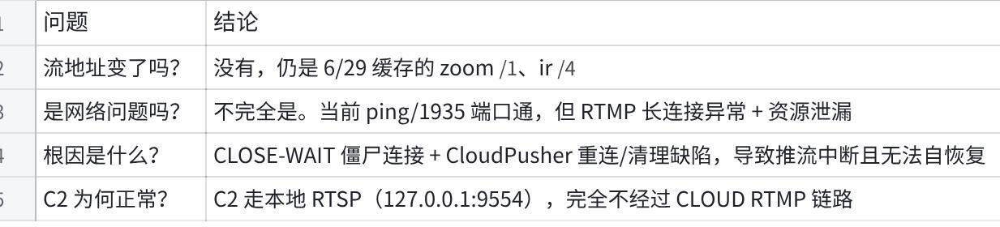 1 问题 结论
2 流地址变了吗？ 没有，仍是 6/29 缓存的 zoom /1、ir /4
3 是网络问题吗？ 不完全是。当前 ping/1935 端口通，但 RTMP 长连接异常 + 资源泄漏
4 根因是什么？ CLOSE-WAIT 僵尸连接 + CloudPusher 重连/清理缺陷，导致推流中断且无法自恢复
5 C2 为何正常？ C2 走本地 RTSP（127.0.0.1:9554），完全不经过 CLOUD RTMP 链路